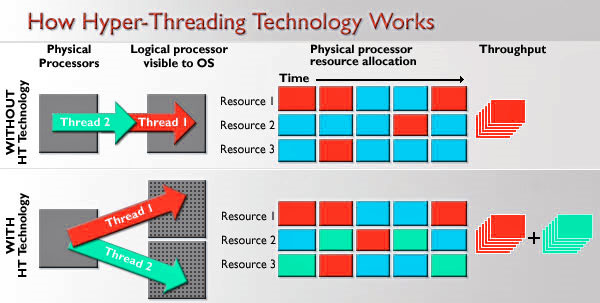 How Hyper-Threading Technology Works
Physical
Processors
Logical processor
visible to OS
Physical processor
resource allocation
Throughput
Time
WITHOUT
HT Technology
Thread 2
Thread 1
Resource 1
Resource 2
Resource 3
WITH
HT Technology
Thread 1
Thread 2
Resource 1
Resource 2
Resource 3
+